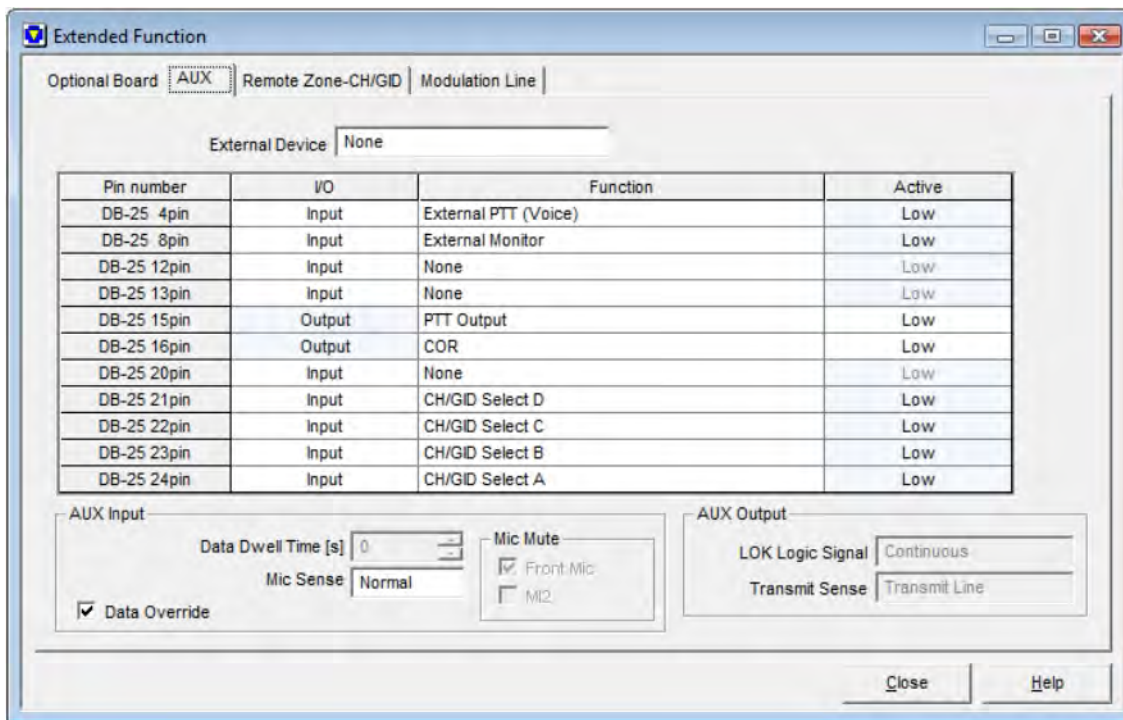 Extended Function
Optional Board AUX Remote Zone-CH/GID Modulation Line
External Device None
Pin number I/O Function Active
DB-25 4pin Input External PTT (Voice) Low
DB-25 8pin Input External Monitor Low
DB-25 12pin Input None Low
DB-25 13pin Input None Low
DB-25 15pin Output PTT Output Low
DB-25 16pin Output COR Low
DB-25 20pin Input None Low
DB-25 21pin Input CH/GID Select D Low
DB-25 22pin Input CH/GID Select C Low
DB-25 23pin Input CH/GID Select B Low
DB-25 24pin Input CH/GID Select A Low
AUX Input
Data Dwell Time [s] 0
Mic Sense Normal
Data Override
Mic Mute
Front Mic
MI2
AUX Output
LOK Logic Signal Continuous
Transmit Sense Transmit Line
Close Help